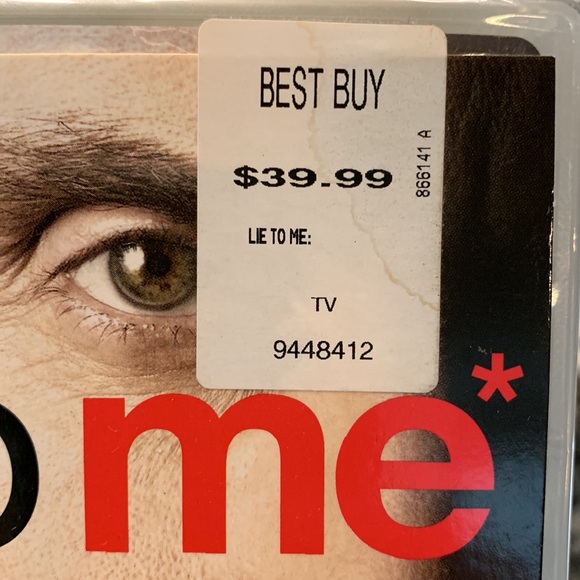 BEST BUY
$39.99
866141 A
LIE TO ME:
TV
9448412
o me*